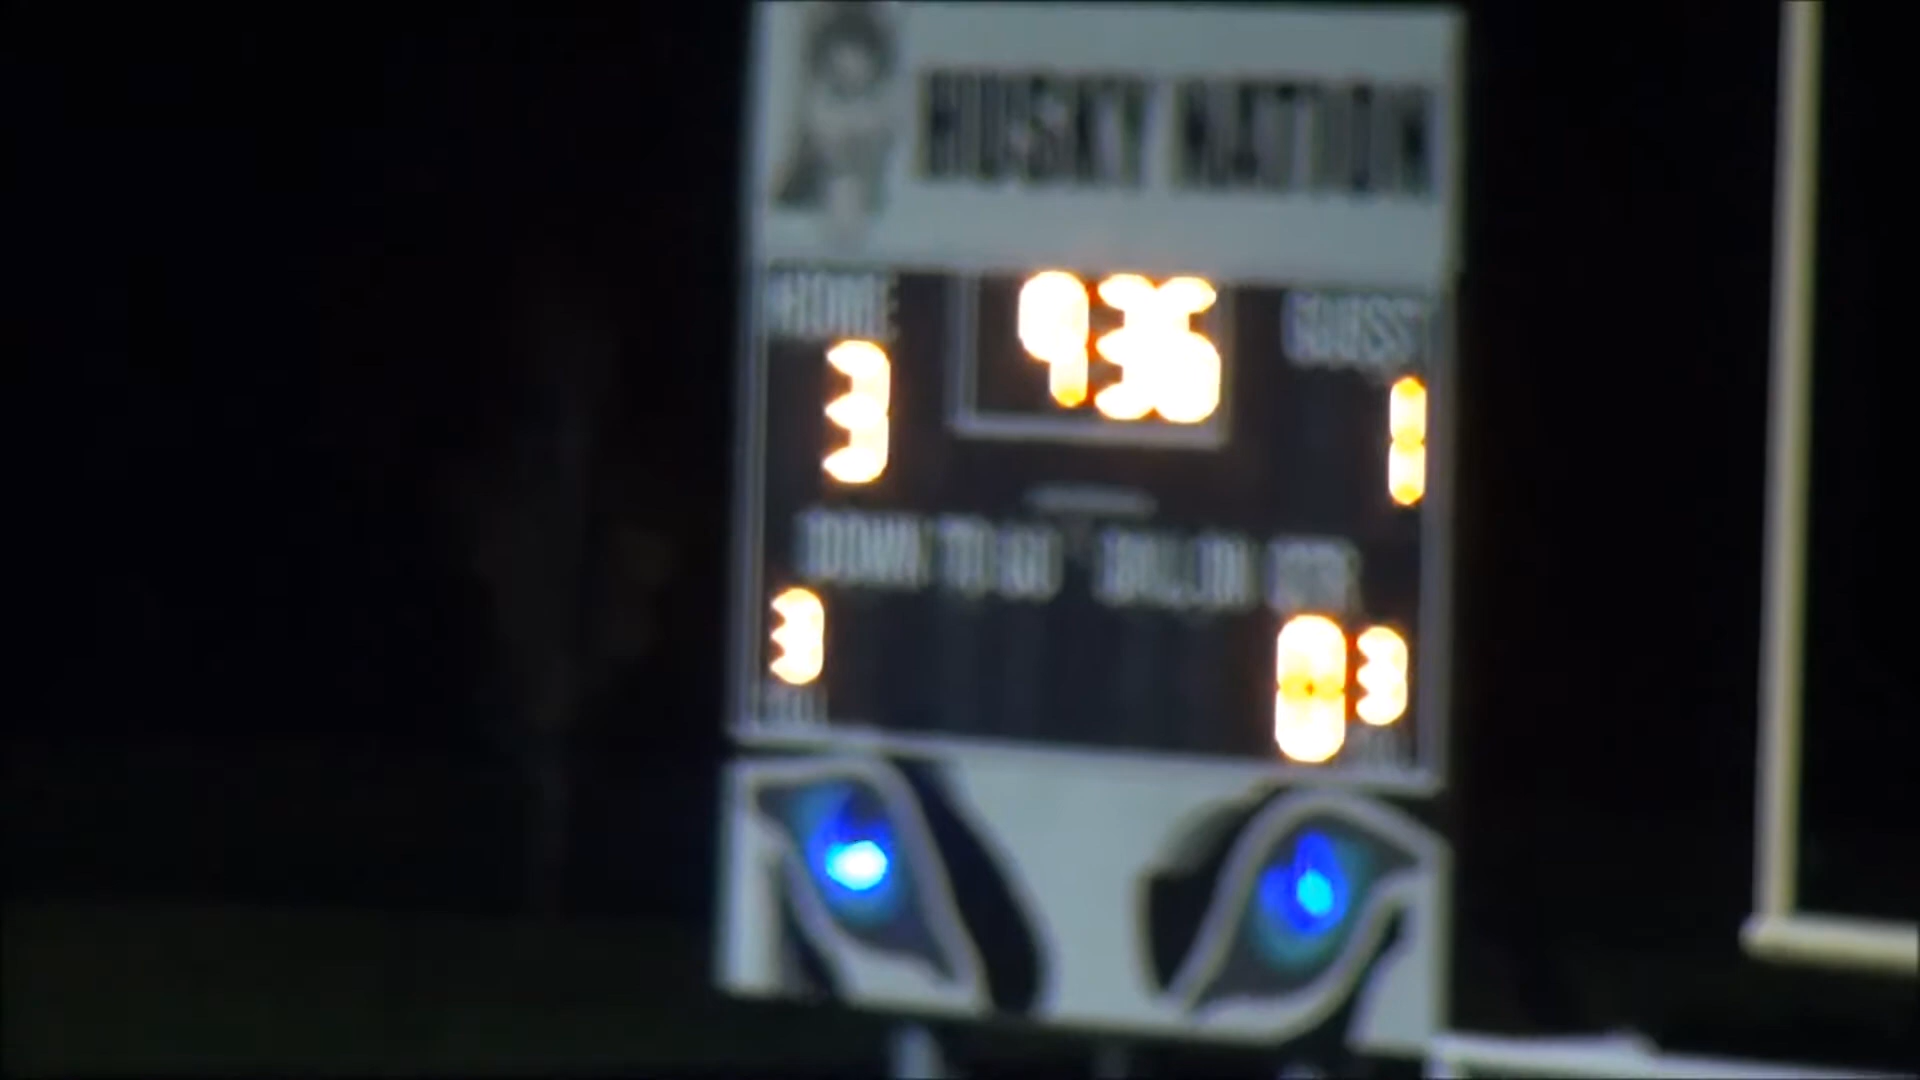 HUSKY NATION
HOME 9 36 GUEST
3 1
DOWN TO GO BALL ON QTR
3 0 3